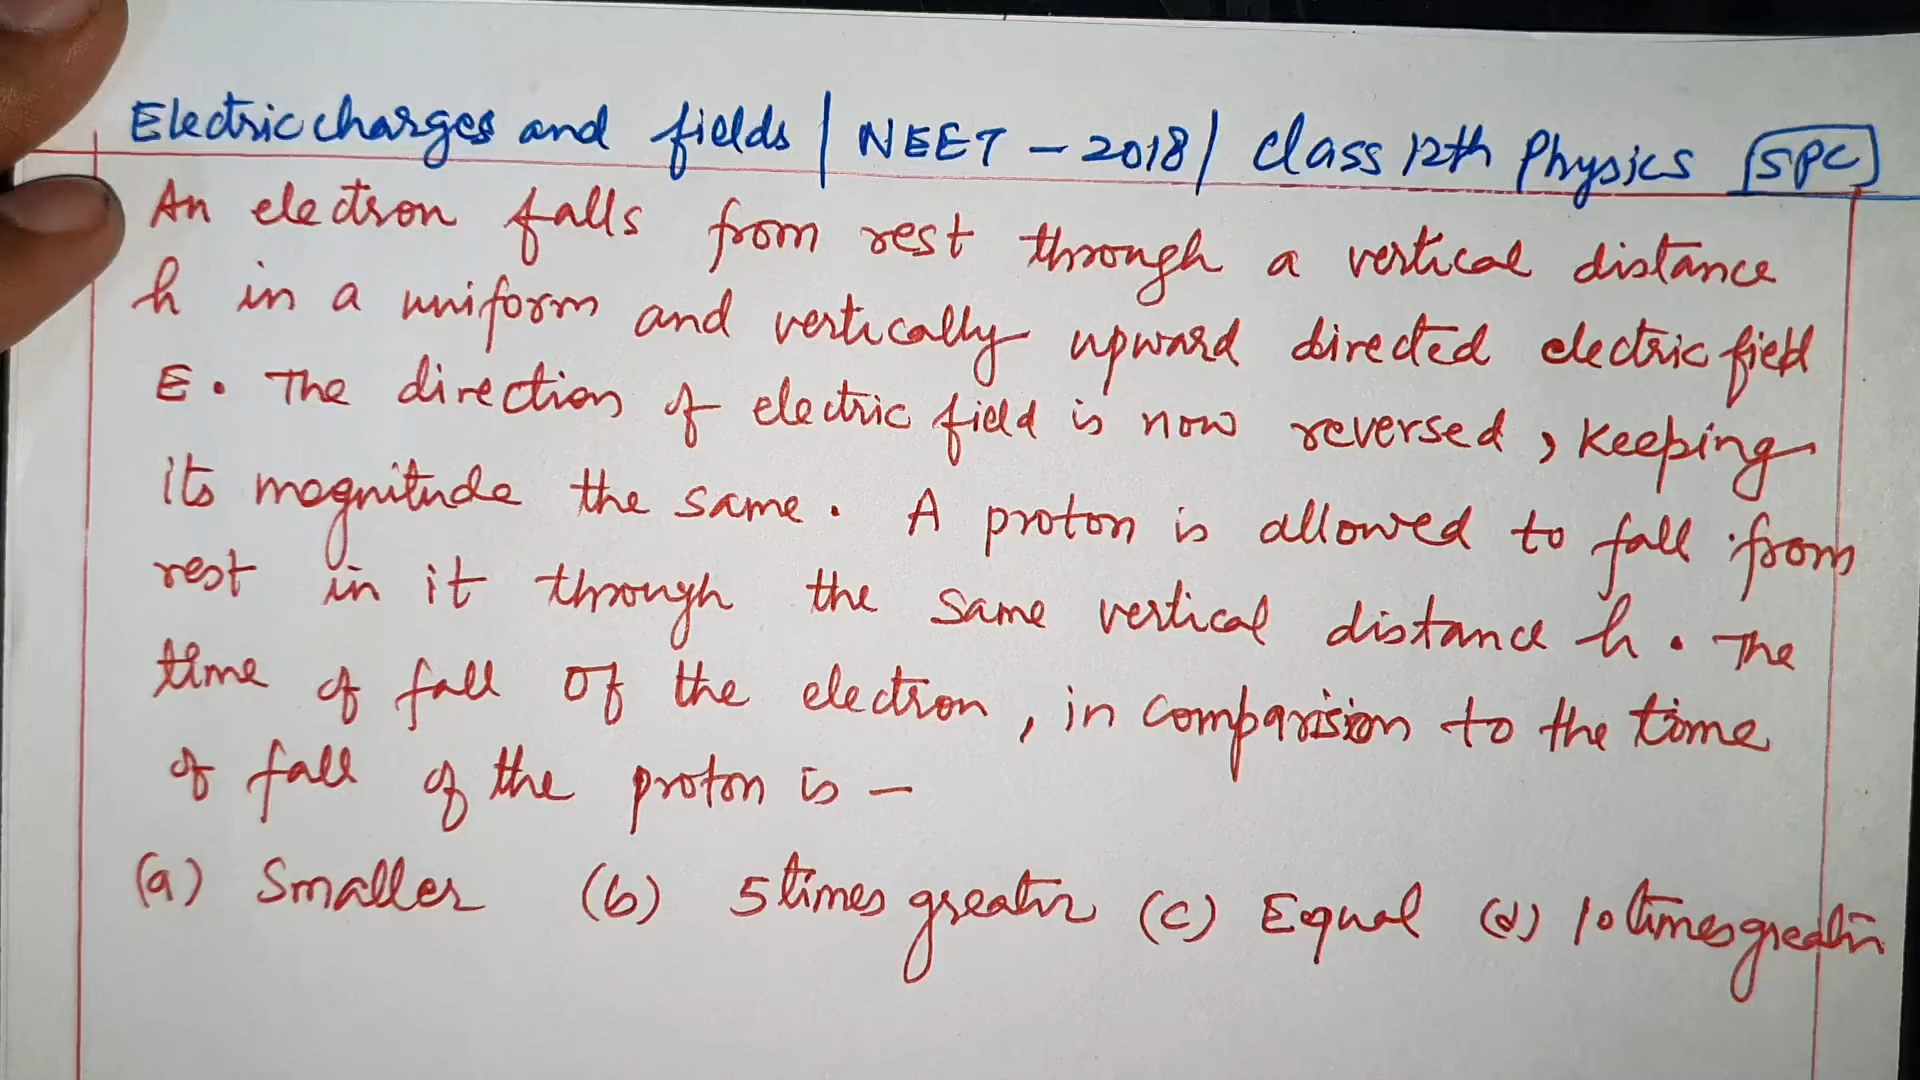 Electric charges and fields | NEET - 2018 | class 12th Physics SPC
An electron falls from rest through a vertical distance
h in a uniform and vertically upward directed electric field
E. The direction of electric field is now reversed, keeping
its magnitude the same. A proton is allowed to fall from
rest in it through the same vertical distance h. The
time of fall of the electron, in comparision to the time
of fall of the proton is -
(a) Smaller (b) 5 times greater (c) Equal (d) 10 times greater